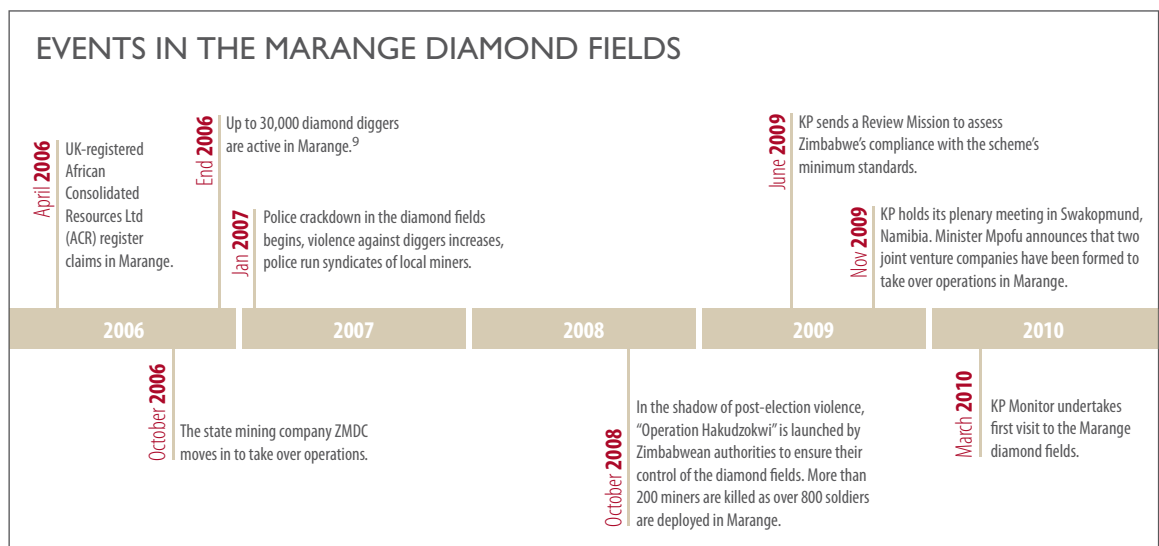 EVENTS IN THE MARANGE DIAMOND FIELDS
April 2006
UK-registered
African
Consolidated
Resources Ltd
(ACR) register
claims in Marange.
End 2006
Up to 30,000 diamond diggers
are active in Marange.9
Jan 2007
Police crackdown in the diamond fields
begins, violence against diggers increases,
police run syndicates of local miners.
June 2009
KP sends a Review Mission to assess
Zimbabwe's compliance with the scheme's
minimum standards.
Nov 2009
KP holds its plenary meeting in Swakopmund,
Namibia. Minister Mpofu announces that two
joint venture companies have been formed to
take over operations in Marange.
2006 2007 2008 2009 2010
October 2006
The state mining company ZMDC
moves in to take over operations.
October 2008
In the shadow of post-election violence,
"Operation Hakudzokwi" is launched by
Zimbabwean authorities to ensure their
control of the diamond fields. More than
200 miners are killed as over 800 soldiers
are deployed in Marange.
March 2010
KP Monitor undertakes
first visit to the Marange
diamond fields.